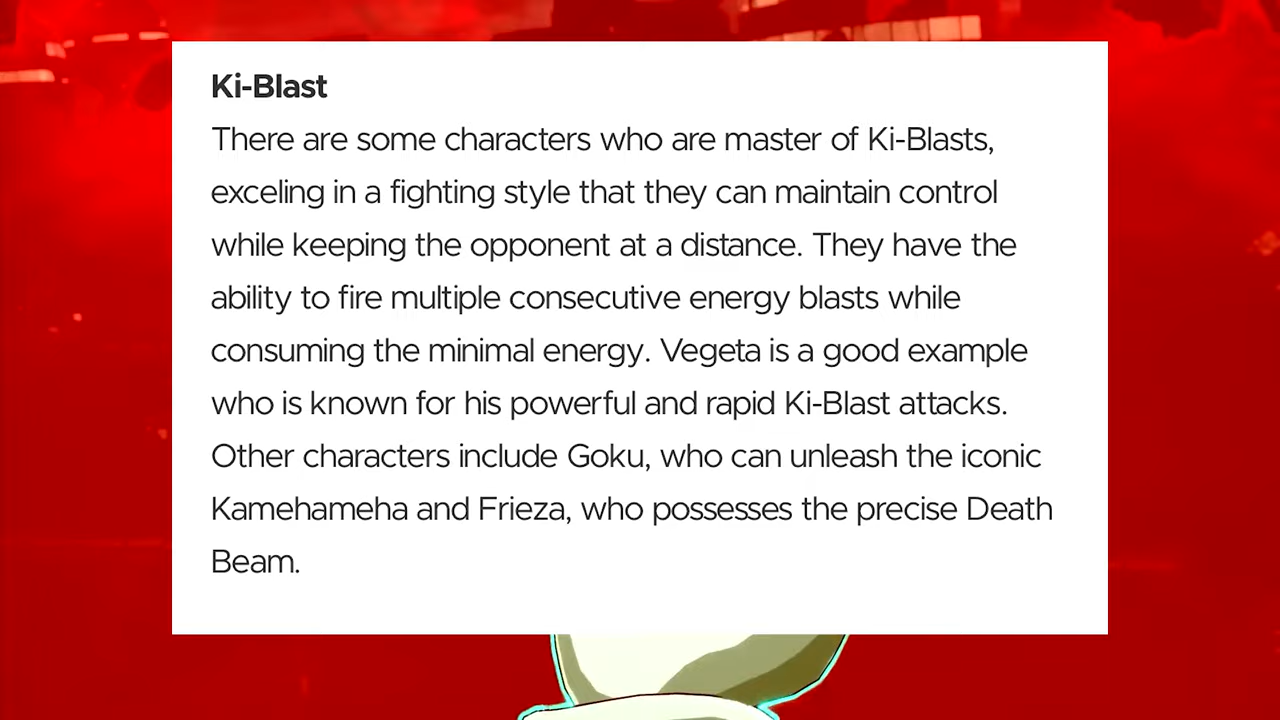 Ki-Blast
There are some characters who are master of Ki-Blasts,
exceling in a fighting style that they can maintain control
while keeping the opponent at a distance. They have the
ability to fire multiple consecutive energy blasts while
consuming the minimal energy. Vegeta is a good example
who is known for his powerful and rapid Ki-Blast attacks.
Other characters include Goku, who can unleash the iconic
Kamehameha and Frieza, who possesses the precise Death
Beam.